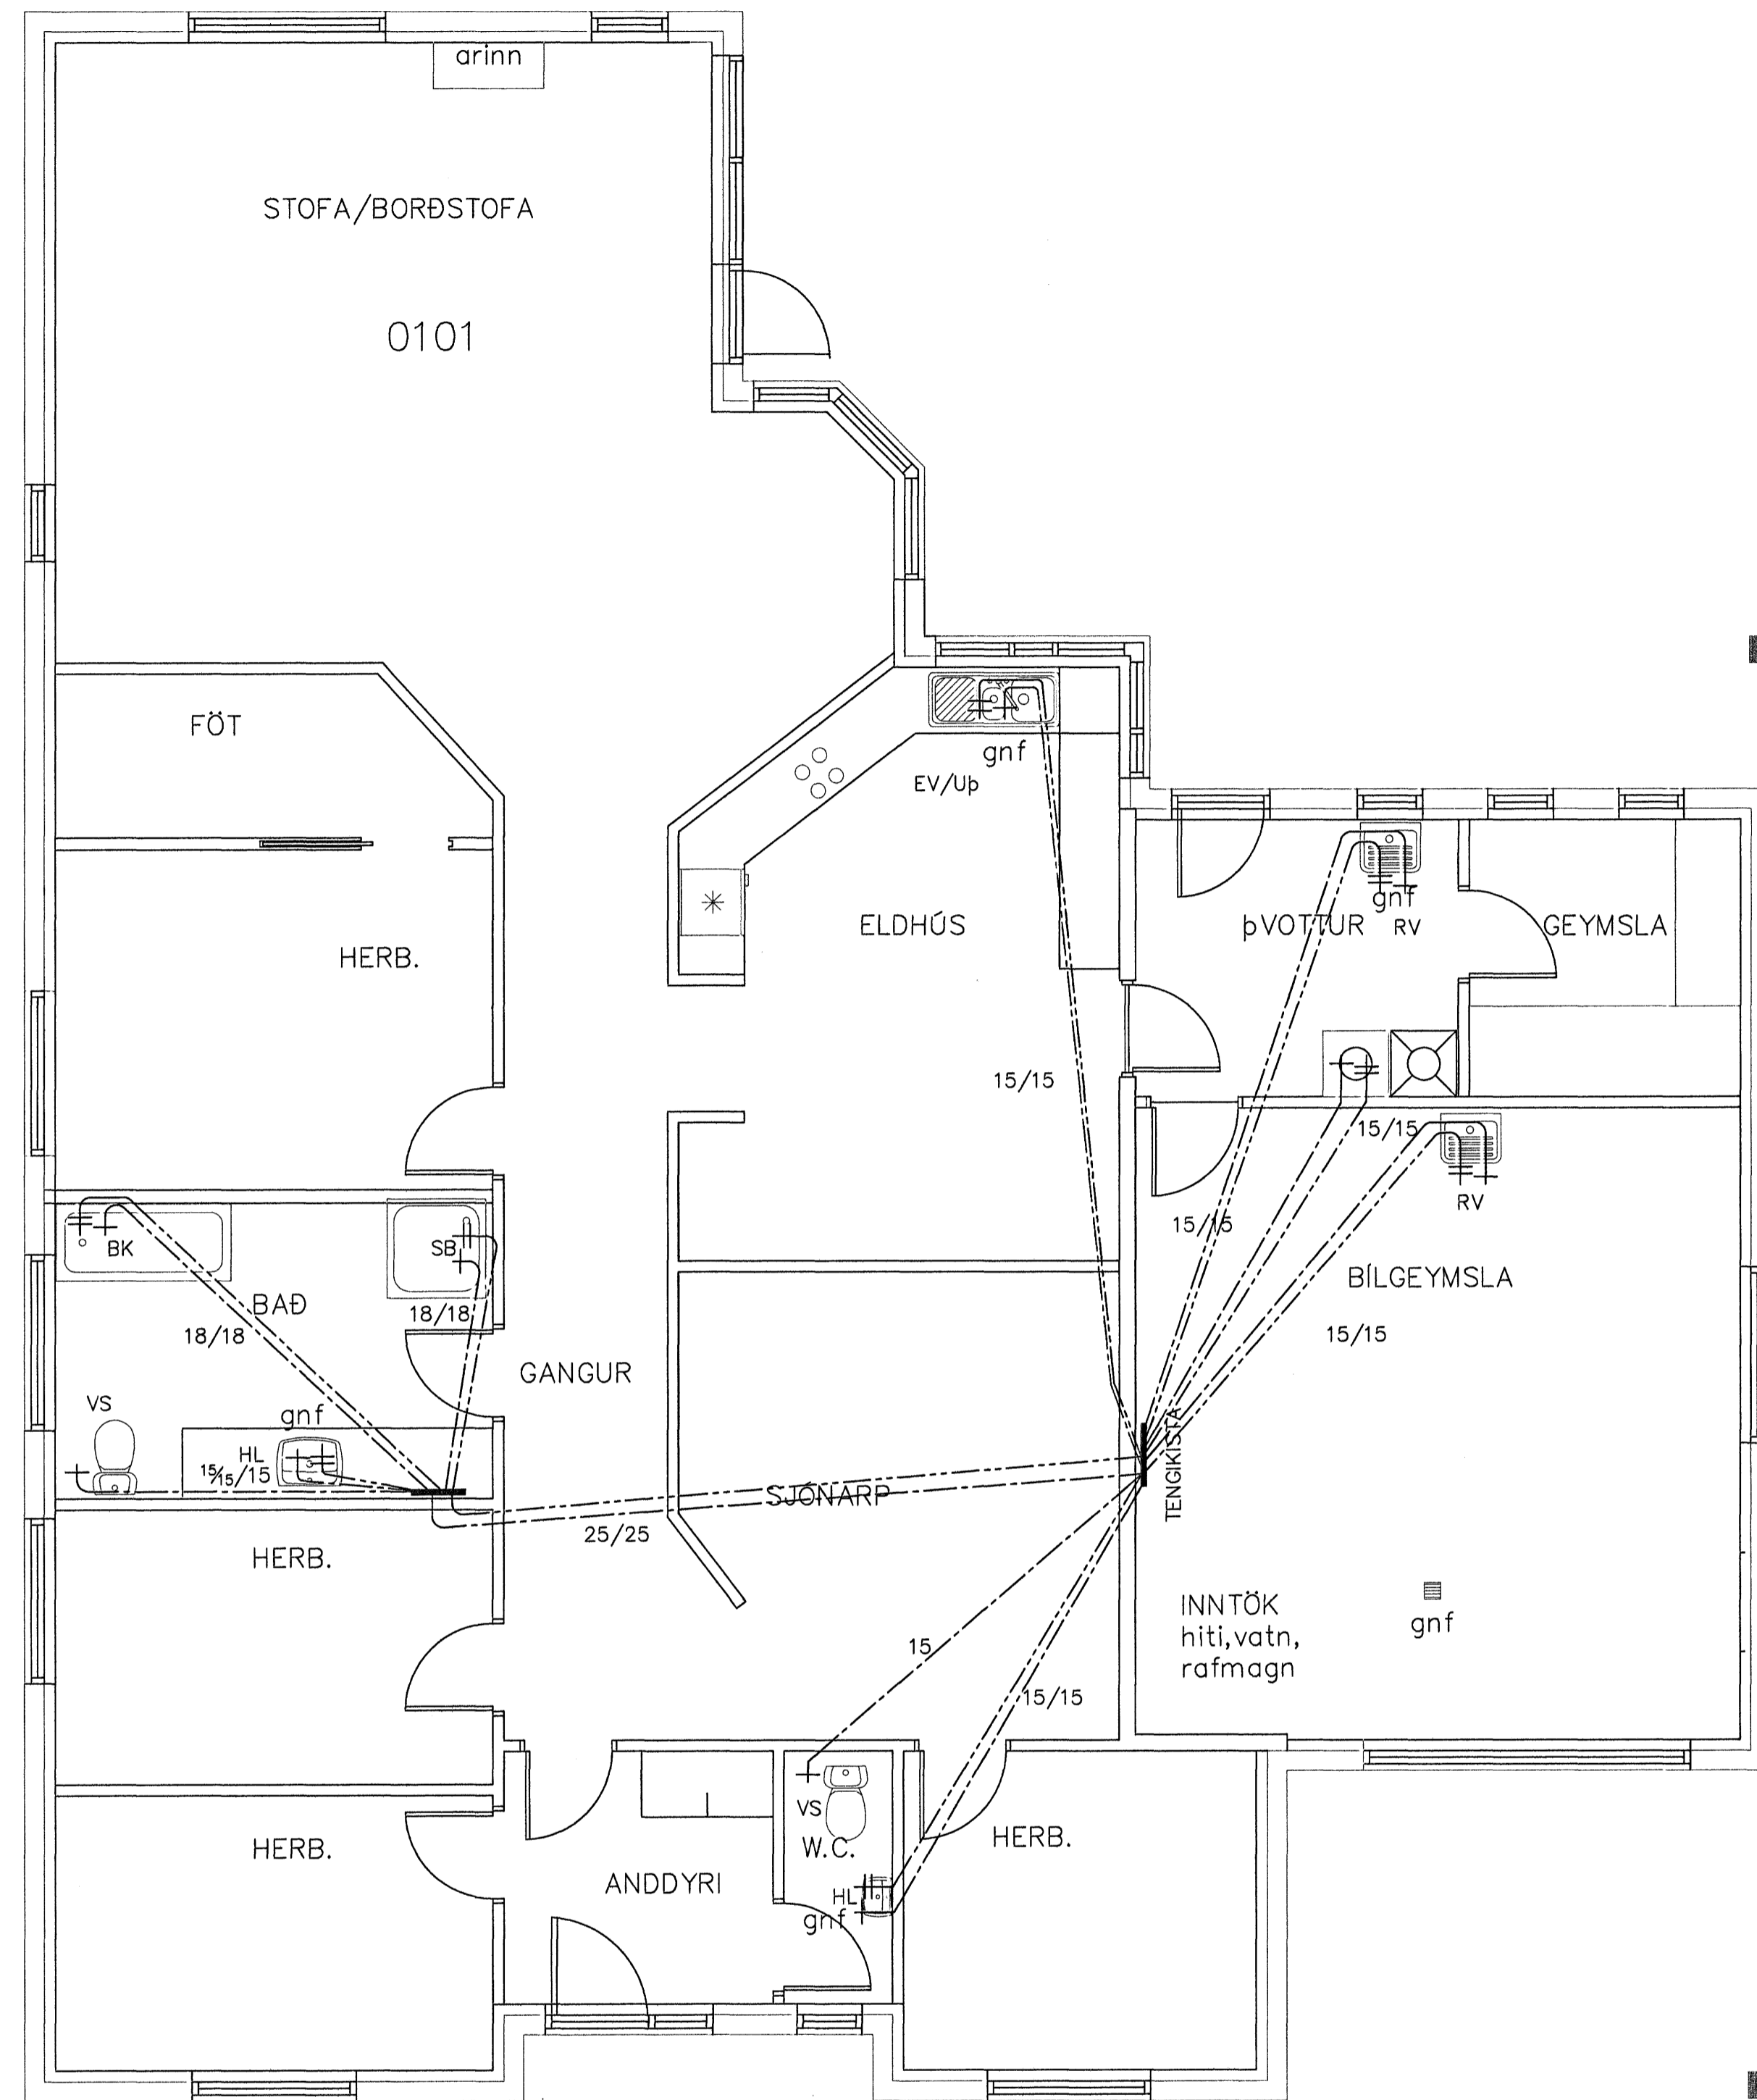 arinn
STOFA/BORÐSTOFA
0101
FÖT
gnf
EV/Uþ
HERB.
ELDHÚS
gnf
þVOTTUR
RV
GEYMSLA
15/15
15/15
RV
15/15
BK
SB
BAÐ
18/18
18/18
BÍLGEYMSLA
15/15
GANGUR
VS
gnf
HL
15/15/15
TENGIKISTA
SJÓNARP
25/25
HERB.
INNTÖK
hiti,vatn,
rafmagn
gnf
15
15/15
VS
W.C.
HERB.
HERB.
ANDDYRI
HL
gnf